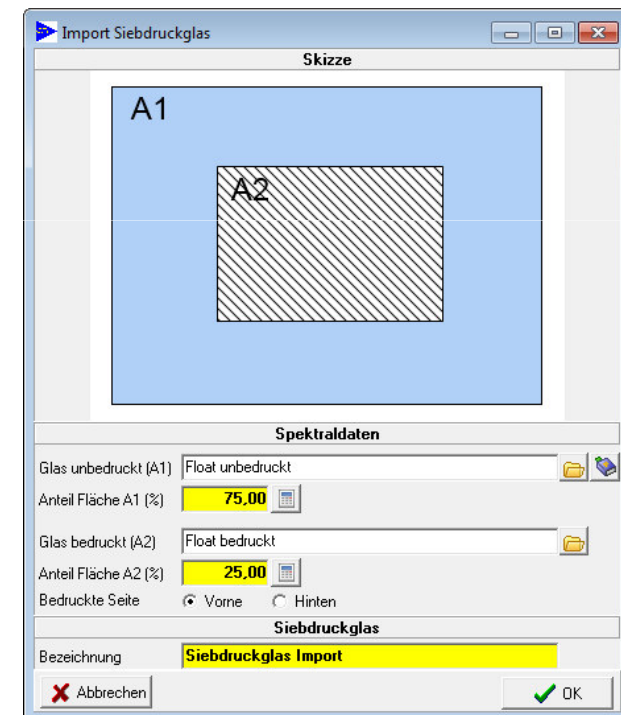 Import Siebdruckglas
Skizze
A1
A2
Spektraldaten
Glas unbedruckt (A1) Float unbedruckt
Anteil Fläche A1 (%) 75,00
Glas bedruckt (A2) Float bedruckt
Anteil Fläche A2 (%) 25,00
Bedruckte Seite Vorne Hinten
Siebdruckglas
Bezeichnung Siebdruckglas Import
Abbrechen OK